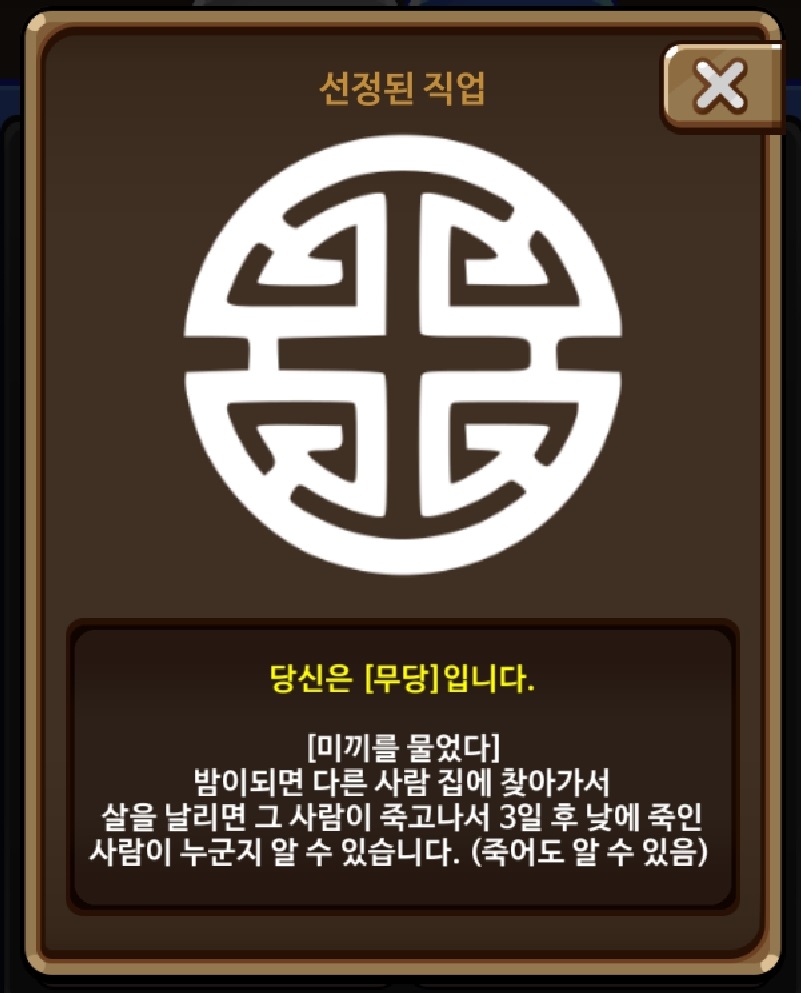 선정된 직업
당신은 [무당]입니다.
[미끼를 물었다]
밤이되면 다른 사람 집에 찾아가서
살을 날리면 그 사람이 죽고나서 3일 후 낮에 죽인
사람이 누군지 알 수 있습니다. (죽어도 알 수 있음)